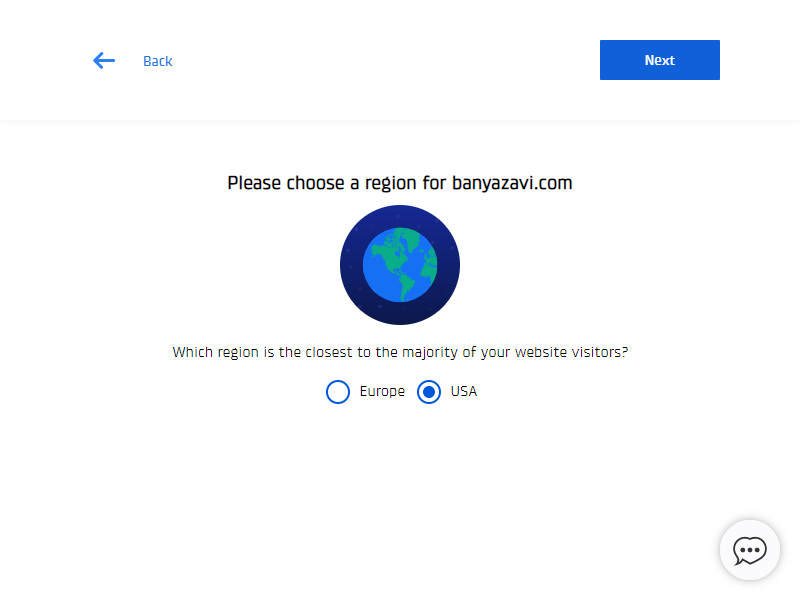 Back
Next
Please choose a region for banyazavi.com
Which region is the closest to the majority of your website visitors?
Europe USA